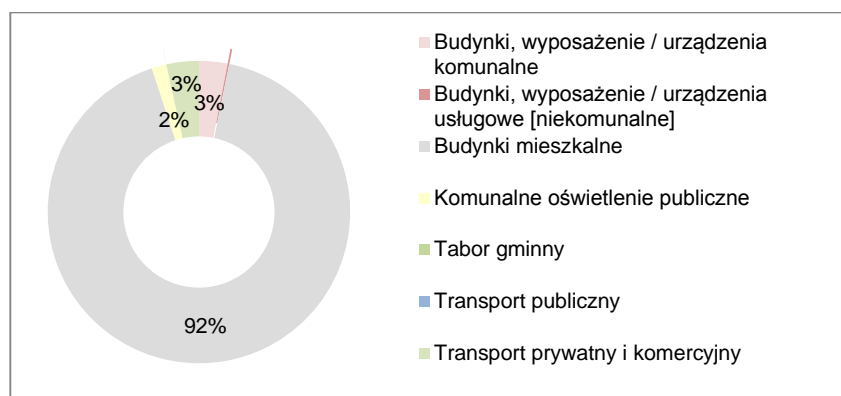 3%
3%
2%
92%
Budynki, wyposażenie / urządzenia
komunalne
Budynki, wyposażenie / urządzenia
usługowe [niekomunalne]
Budynki mieszkalne
Komunalne oświetlenie publiczne
Tabor gminny
Transport publiczny
Transport prywatny i komercyjny